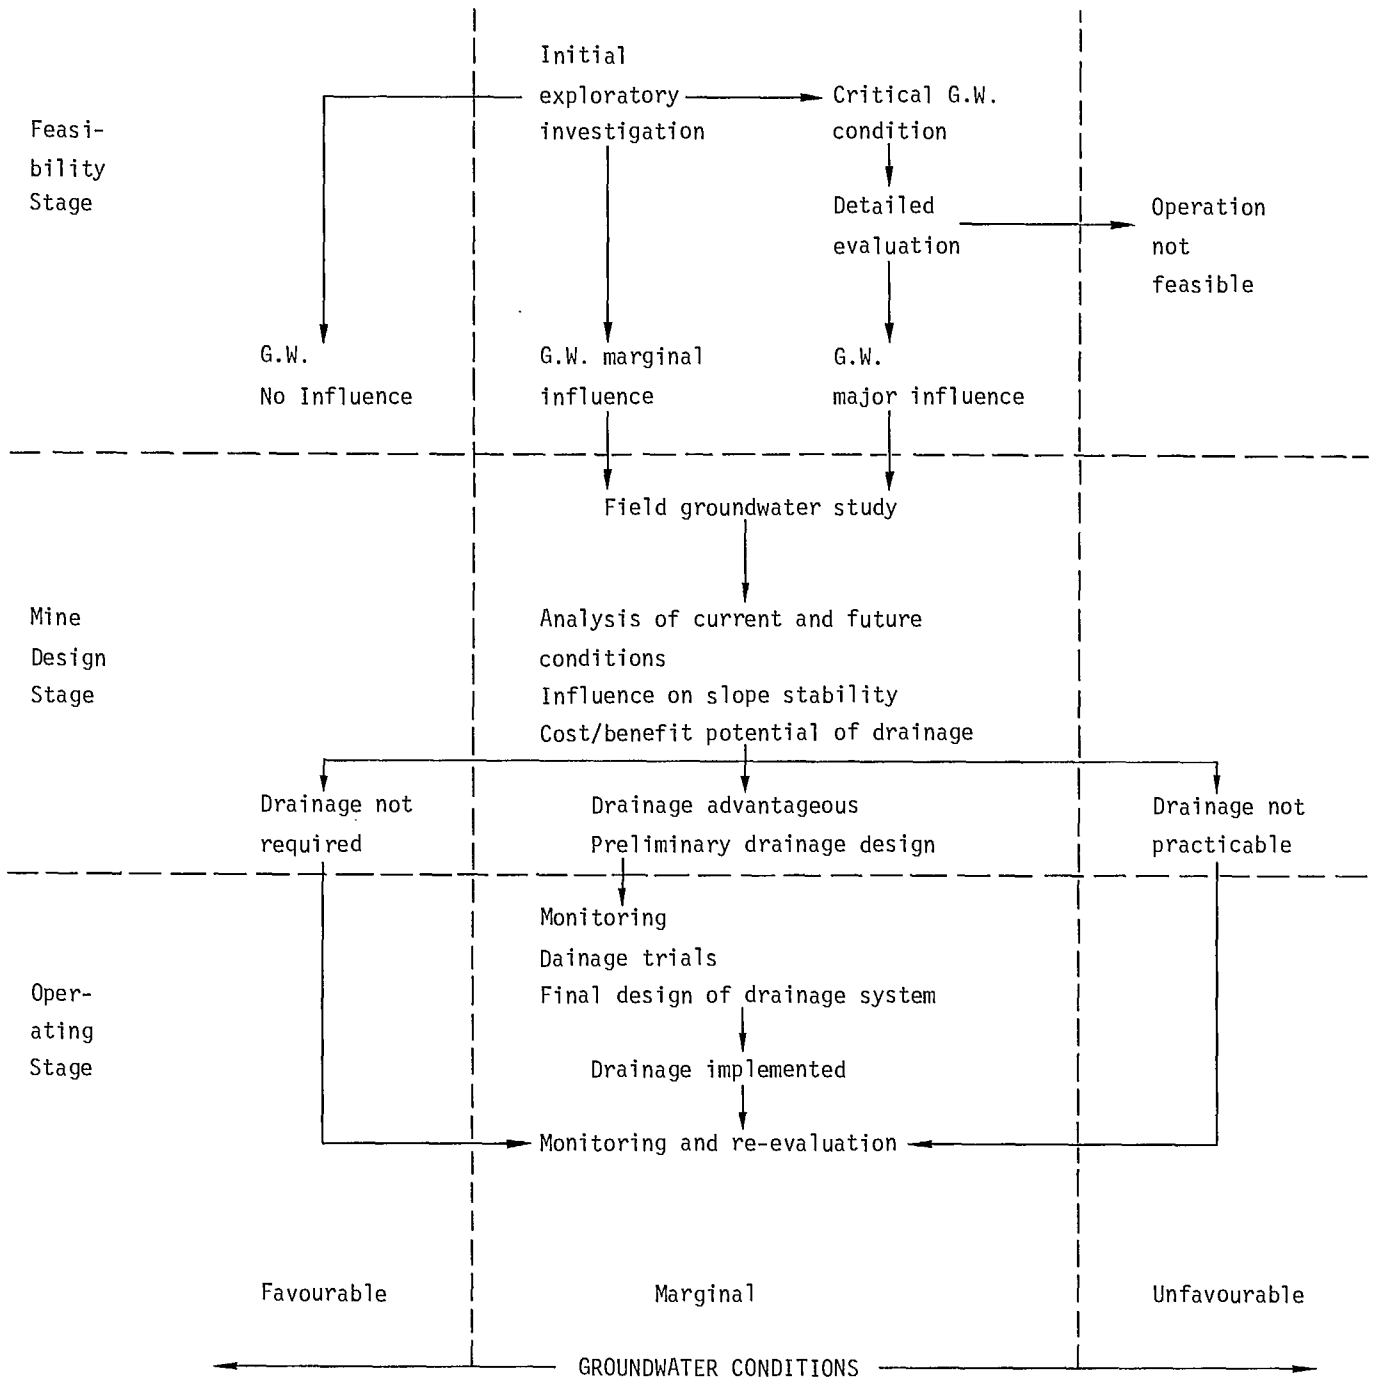 Initial
exploratory
investigation
Critical G.W.
condition
Feasi-
bility
Stage
Detailed
evaluation
Operation
not
feasible
G.W.
No Influence
G.W. marginal
influence
G.W.
major influence
Field groundwater study
Mine
Design
Stage
Analysis of current and future
conditions
Influence on slope stability
Cost/benefit potential of drainage
Drainage not
required
Drainage advantageous
Preliminary drainage design
Drainage not
practicable
Oper-
ating
Stage
Monitoring
Dainage trials
Final design of drainage system
Drainage implemented
Monitoring and re-evaluation
Favourable
Marginal
Unfavourable
GROUNDWATER CONDITIONS